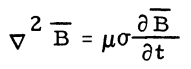 ∇² B̅ = μσ ∂B̅/∂t